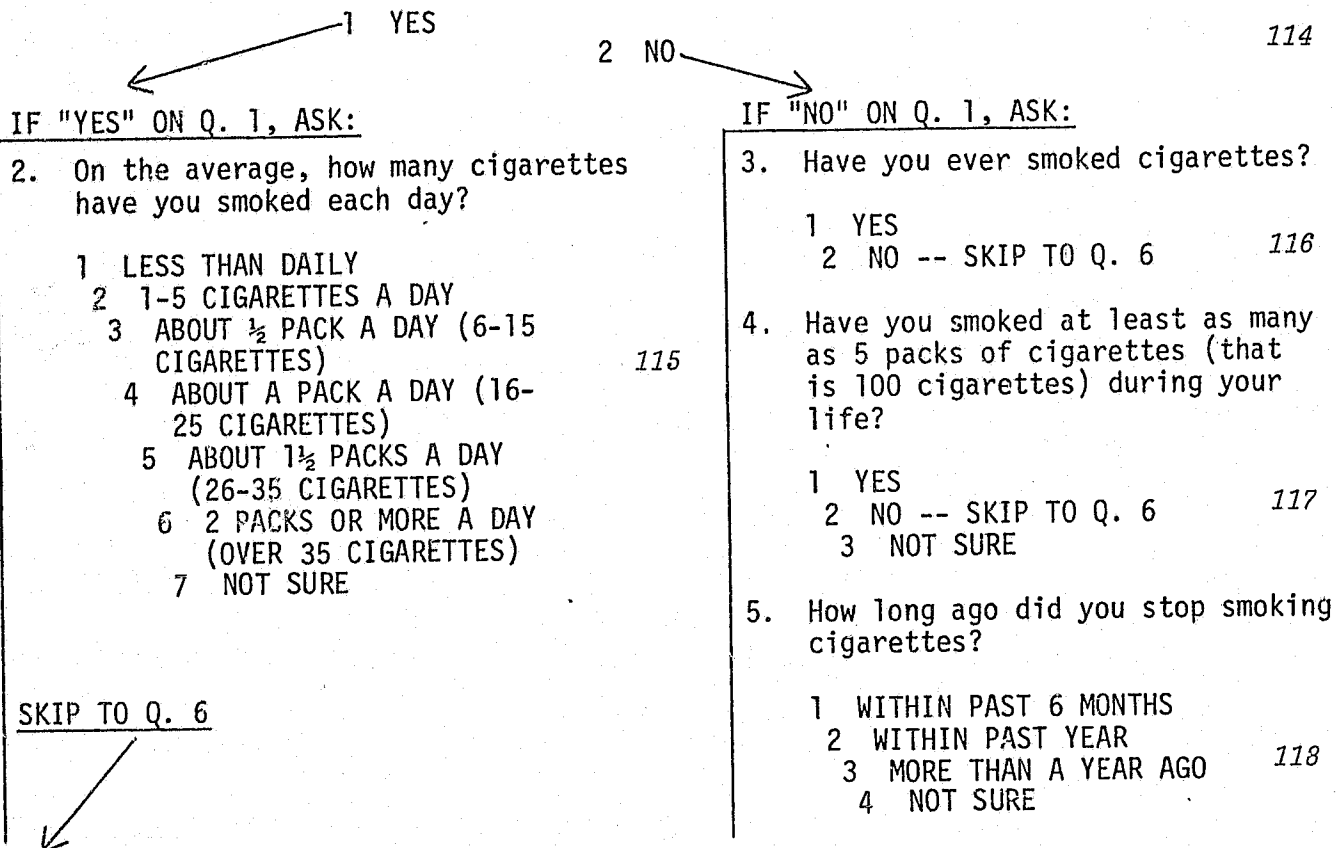 1 YES
2 NO
114
IF "YES" ON Q. 1, ASK:
2. On the average, how many cigarettes
have you smoked each day?
1 LESS THAN DAILY
2 1-5 CIGARETTES A DAY
3 ABOUT ½ PACK A DAY (6-15
CIGARETTES)
115
4 ABOUT A PACK A DAY (16-
25 CIGARETTES)
5 ABOUT 1½ PACKS A DAY
(26-35 CIGARETTES)
6 2 PACKS OR MORE A DAY
(OVER 35 CIGARETTES)
7 NOT SURE
SKIP TO Q. 6
IF "NO" ON Q. 1, ASK:
3. Have you ever smoked cigarettes?
1 YES
2 NO -- SKIP TO Q. 6 116
4. Have you smoked at least as many
as 5 packs of cigarettes (that
is 100 cigarettes) during your
life?
1 YES
2 NO -- SKIP TO Q. 6 117
3 NOT SURE
5. How long ago did you stop smoking
cigarettes?
1 WITHIN PAST 6 MONTHS
2 WITHIN PAST YEAR
3 MORE THAN A YEAR AGO 118
4 NOT SURE